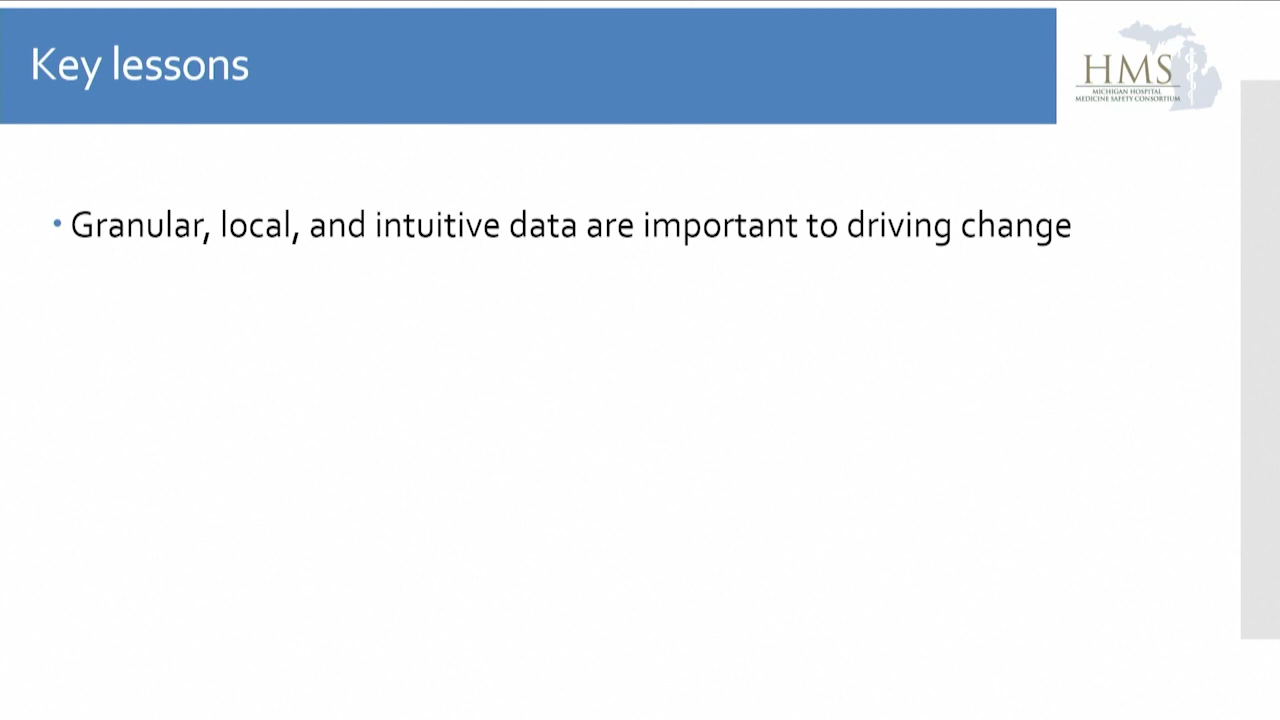 Key lessons
HMS
MICHIGAN HOSPITAL
MEDICINE SAFETY CONSORTIUM
• Granular, local, and intuitive data are important to driving change